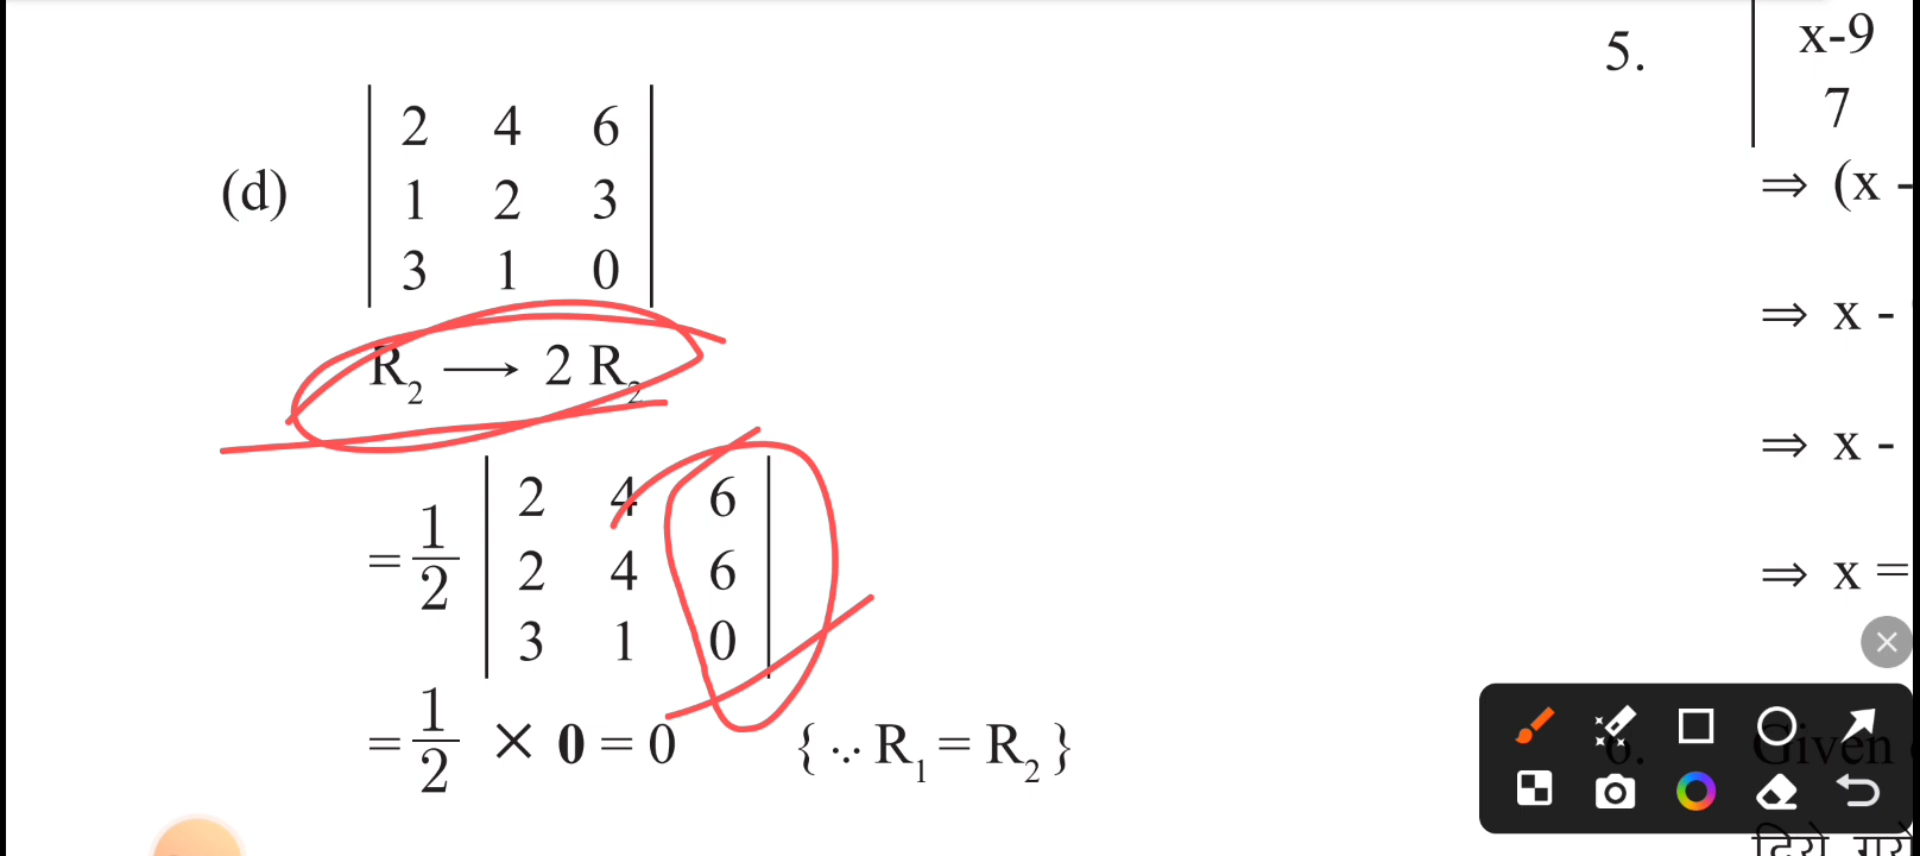 (d)
2 4 6
1 2 3
3 1 0
R₂ ⟶ 2 R₂
= 1/2
2 4 6
2 4 6
3 1 0
= 1/2 × 0 = 0 { ∵ R₁ = R₂ }
5.
x-9
7
⇒ (x -
⇒ x -
⇒ x -
⇒ x =
6. Given